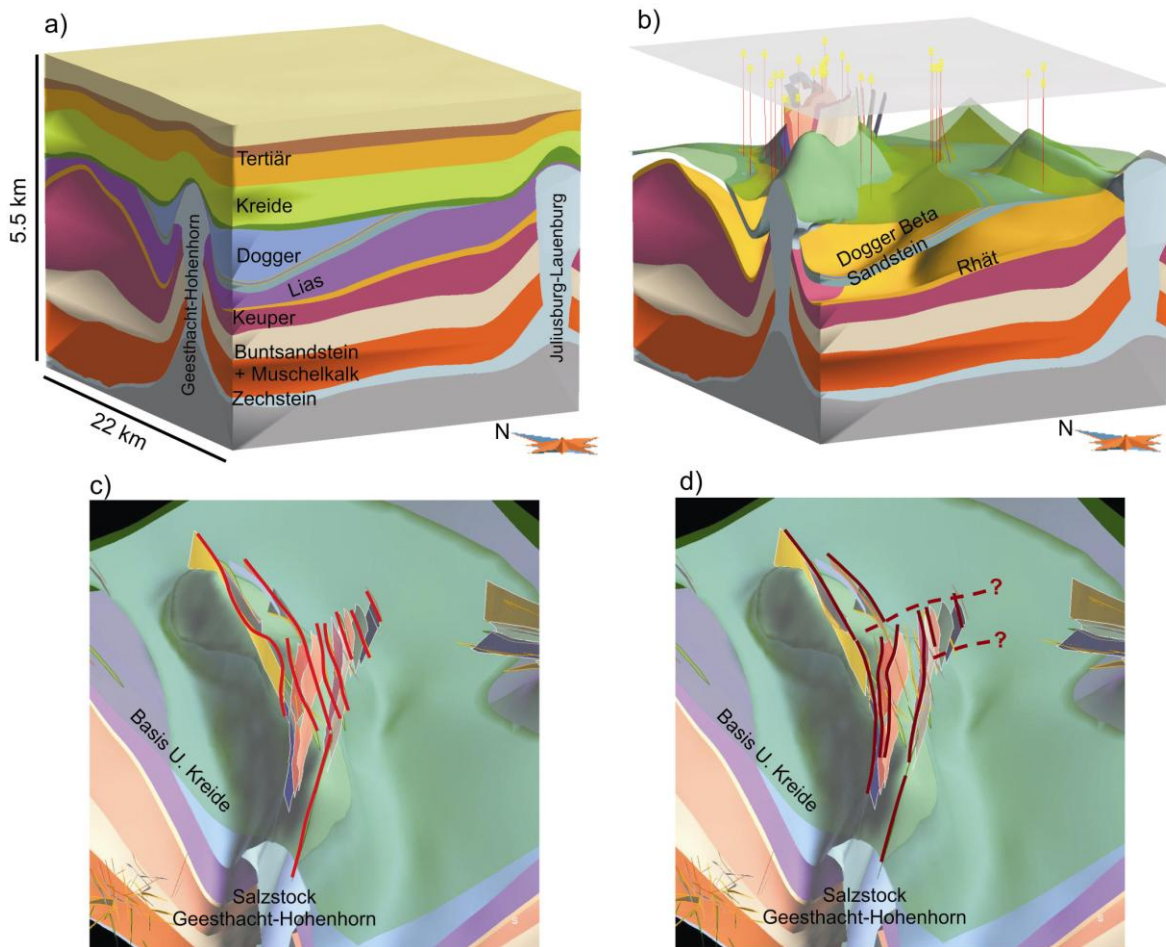 a)
5.5 km
22 km
Tertiär
Kreide
Dogger
Lias
Keuper
Buntsandstein
+ Muschelkalk
Zechstein
Geesthacht-Hohenhorn
Juliusburg-Lauenburg
N
b)
Dogger Beta
Sandstein
Rhät
N
c)
Basis U. Kreide
Salzstock
Geesthacht-Hohenhorn
d)
?
?
Basis U. Kreide
Salzstock
Geesthacht-Hohenhorn